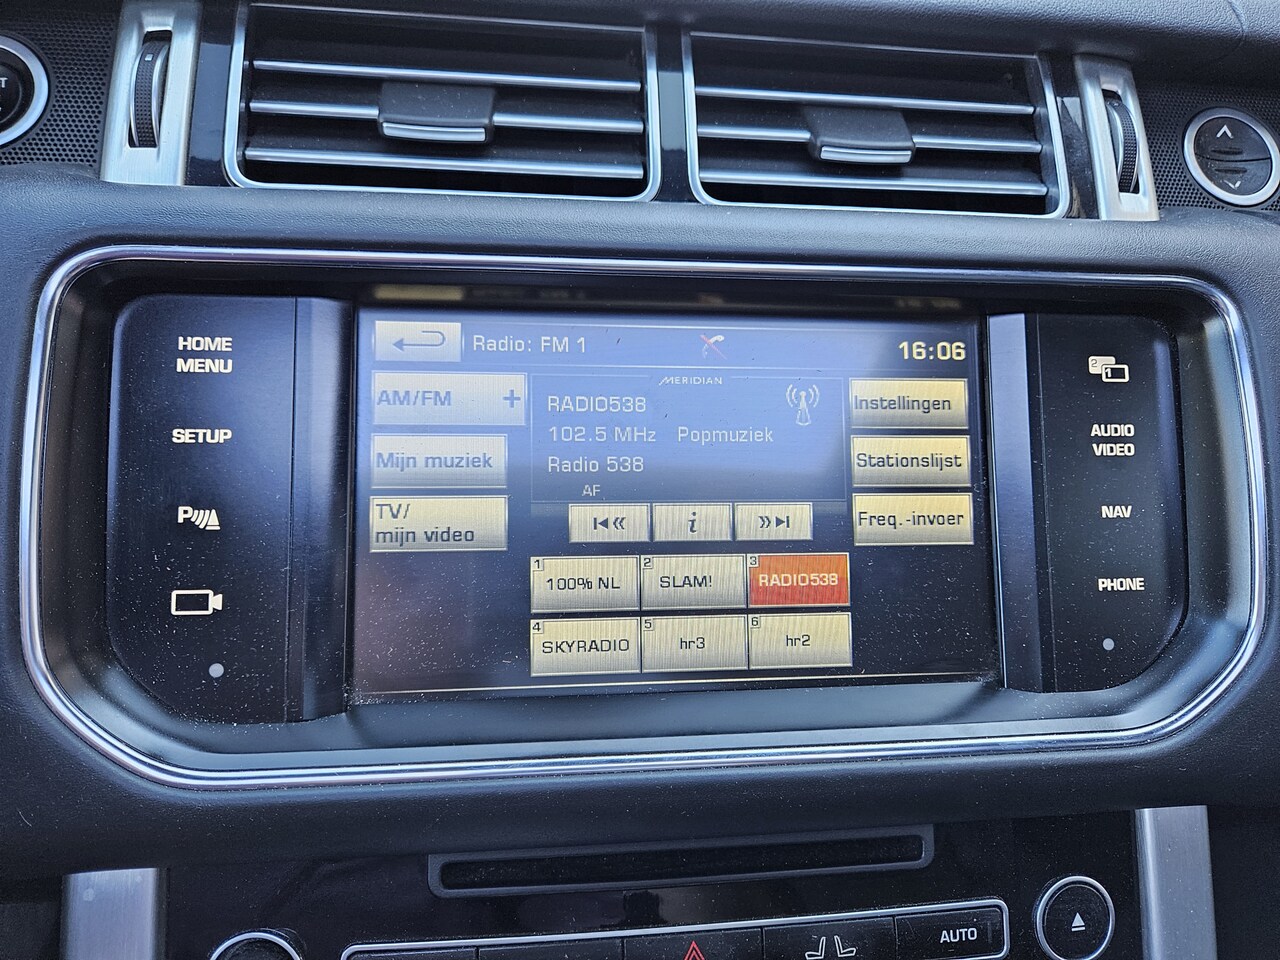 HOME
MENU
SETUP
P
Radio: FM 1
16:06
AM/FM +
Mijn muziek
TV/
mijn video
MERIDIAN
RADIO538
102.5 MHz Popmuziek
Radio 538
AF
i
Instellingen
Stationslijst
Freq.-invoer
1 100% NL
2 SLAM!
3 RADIO538
4 SKYRADIO
5 hr3
6 hr2
2
1
AUDIO
VIDEO
NAV
PHONE
AUTO